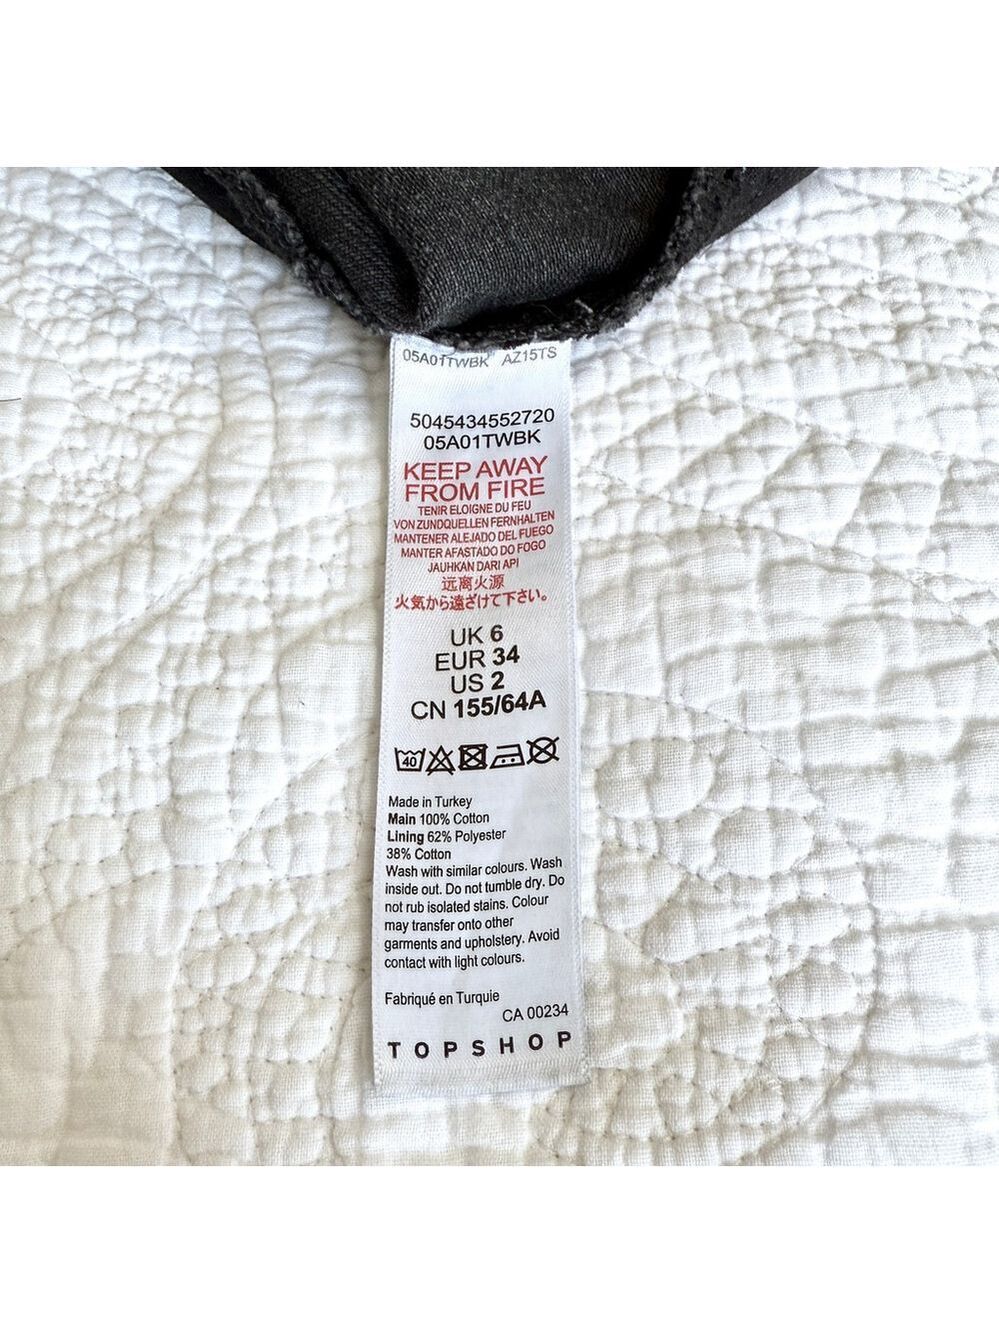 05A01TWBK AZ15TS
5045434552720
05A01TWBK
KEEP AWAY
FROM FIRE
TENIR ELOIGNE DU FEU
VON ZUNDQUELLEN FERNHALTEN
MANTENER ALEJADO DEL FUEGO
MANTER AFASTADO DO FOGO
JAUHKAN DARI API
远离火源
火気から遠ざけて下さい。
UK 6
EUR 34
US 2
CN 155/64A
40
Made in Turkey
Main 100% Cotton
Lining 62% Polyester
38% Cotton
Wash with similar colours. Wash
inside out. Do not tumble dry. Do
not rub isolated stains. Colour
may transfer onto other
garments and upholstery. Avoid
contact with light colours.
Fabriqué en Turquie
CA 00234
TOPSHOP